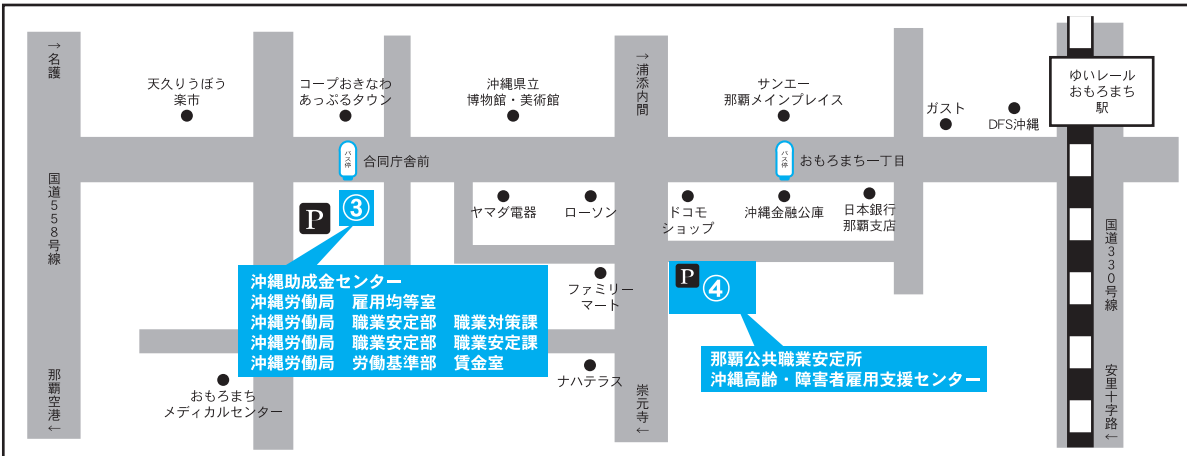 →名護
天久りうぼう
楽市
コープおきなわ
あっぷるタウン
沖縄県立
博物館・美術館
→浦添内間
サンエー
那覇メインプレイス
ガスト
DFS沖縄
ゆいレール
おもろまち
駅
バス停
合同庁舎前
バス停
おもろまち一丁目
国道558号線
P
③
ヤマダ電器
ローソン
ドコモ
ショップ
沖縄金融公庫
日本銀行
那覇支店
国道330号線
沖縄助成金センター
沖縄労働局 雇用均等室
沖縄労働局 職業安定部 職業対策課
沖縄労働局 職業安定部 職業安定課
沖縄労働局 労働基準部 賃金室
ファミリー
マート
P
④
那覇公共職業安定所
沖縄高齢・障害者雇用支援センター
那覇空港←
おもろまち
メディカルセンター
ナハテラス
崇元寺←
安里十字路←